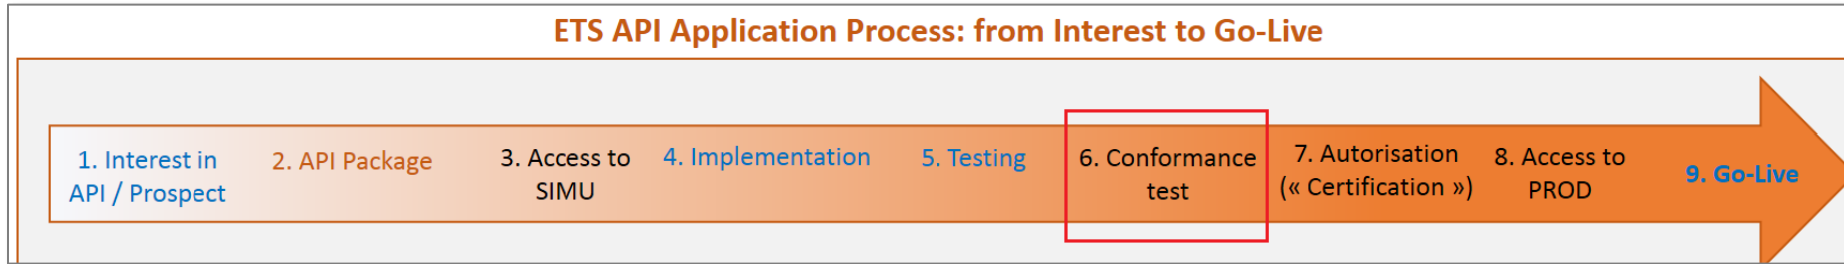 ETS API Application Process: from Interest to Go-Live
1. Interest in
API / Prospect
2. API Package
3. Access to
SIMU
4. Implementation
5. Testing
6. Conformance
test
7. Autorisation
(« Certification »)
8. Access to
PROD
9. Go-Live